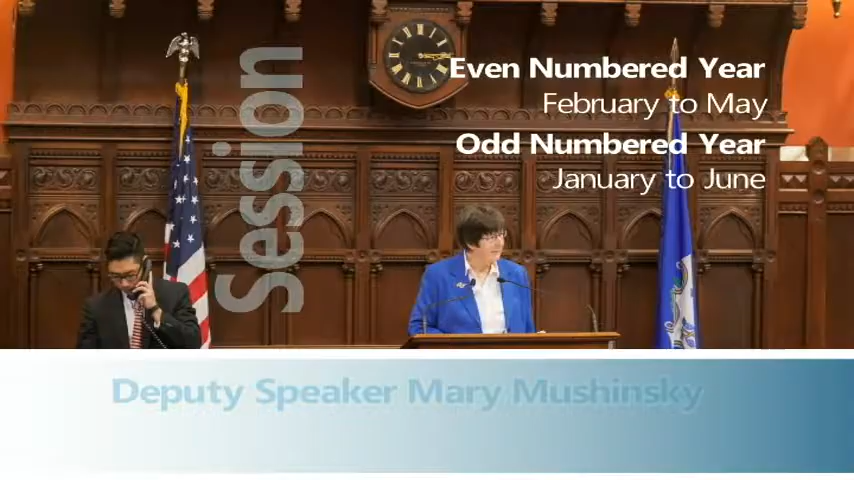 Session
Even Numbered Year
February to May
Odd Numbered Year
January to June
Deputy Speaker Mary Mushinsky